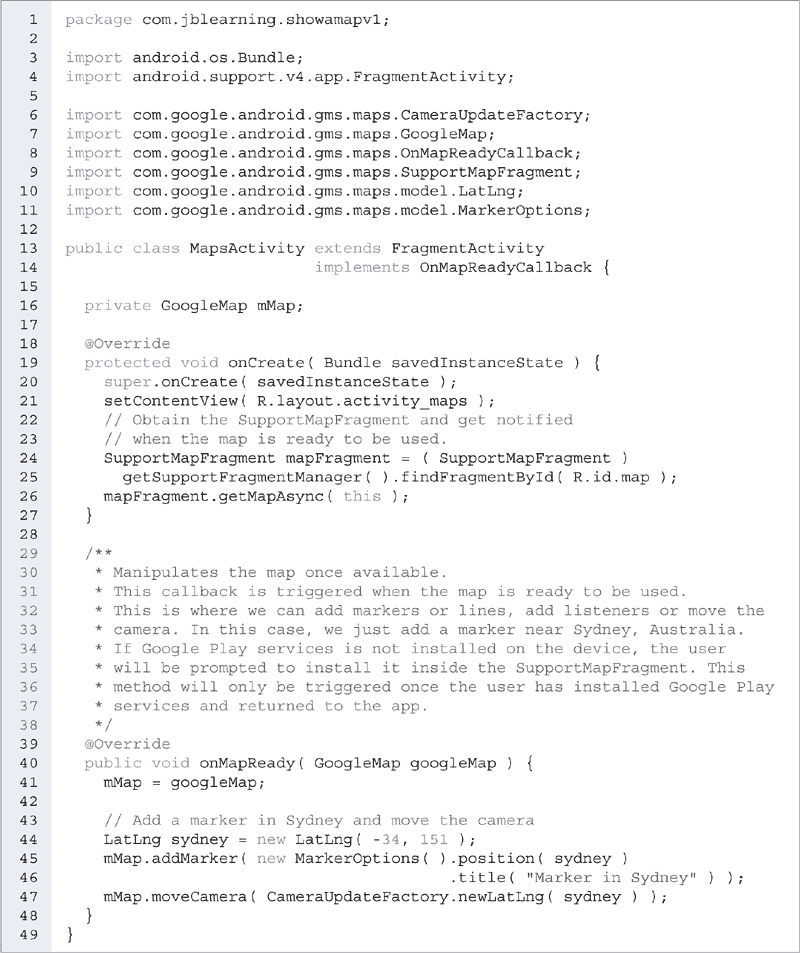 1 package com.jblearning.showamapv1;
2
3 import android.os.Bundle;
4 import android.support.v4.app.FragmentActivity;
5
6 import com.google.android.gms.maps.CameraUpdateFactory;
7 import com.google.android.gms.maps.GoogleMap;
8 import com.google.android.gms.maps.OnMapReadyCallback;
9 import com.google.android.gms.maps.SupportMapFragment;
10 import com.google.android.gms.maps.model.LatLng;
11 import com.google.android.gms.maps.model.MarkerOptions;
12
13 public class MapsActivity extends FragmentActivity
14                           implements OnMapReadyCallback {
15
16   private GoogleMap mMap;
17
18   @Override
19   protected void onCreate( Bundle savedInstanceState ) {
20     super.onCreate( savedInstanceState );
21     setContentView( R.layout.activity_maps );
22     // Obtain the SupportMapFragment and get notified
23     // when the map is ready to be used.
24     SupportMapFragment mapFragment = ( SupportMapFragment )
25       getSupportFragmentManager( ).findFragmentById( R.id.map );
26     mapFragment.getMapAsync( this );
27   }
28
29   /**
30    * Manipulates the map once available.
31    * This callback is triggered when the map is ready to be used.
32    * This is where we can add markers or lines, add listeners or move the
33    * camera. In this case, we just add a marker near Sydney, Australia.
34    * If Google Play services is not installed on the device, the user
35    * will be prompted to install it inside the SupportMapFragment. This
36    * method will only be triggered once the user has installed Google Play
37    * services and returned to the app.
38    */
39   @Override
40   public void onMapReady( GoogleMap googleMap ) {
41     mMap = googleMap;
42
43     // Add a marker in Sydney and move the camera
44     LatLng sydney = new LatLng( -34, 151 );
45     mMap.addMarker( new MarkerOptions( ).position( sydney )
46                                         .title( "Marker in Sydney" ) );
47     mMap.moveCamera( CameraUpdateFactory.newLatLng( sydney ) );
48   }
49 }